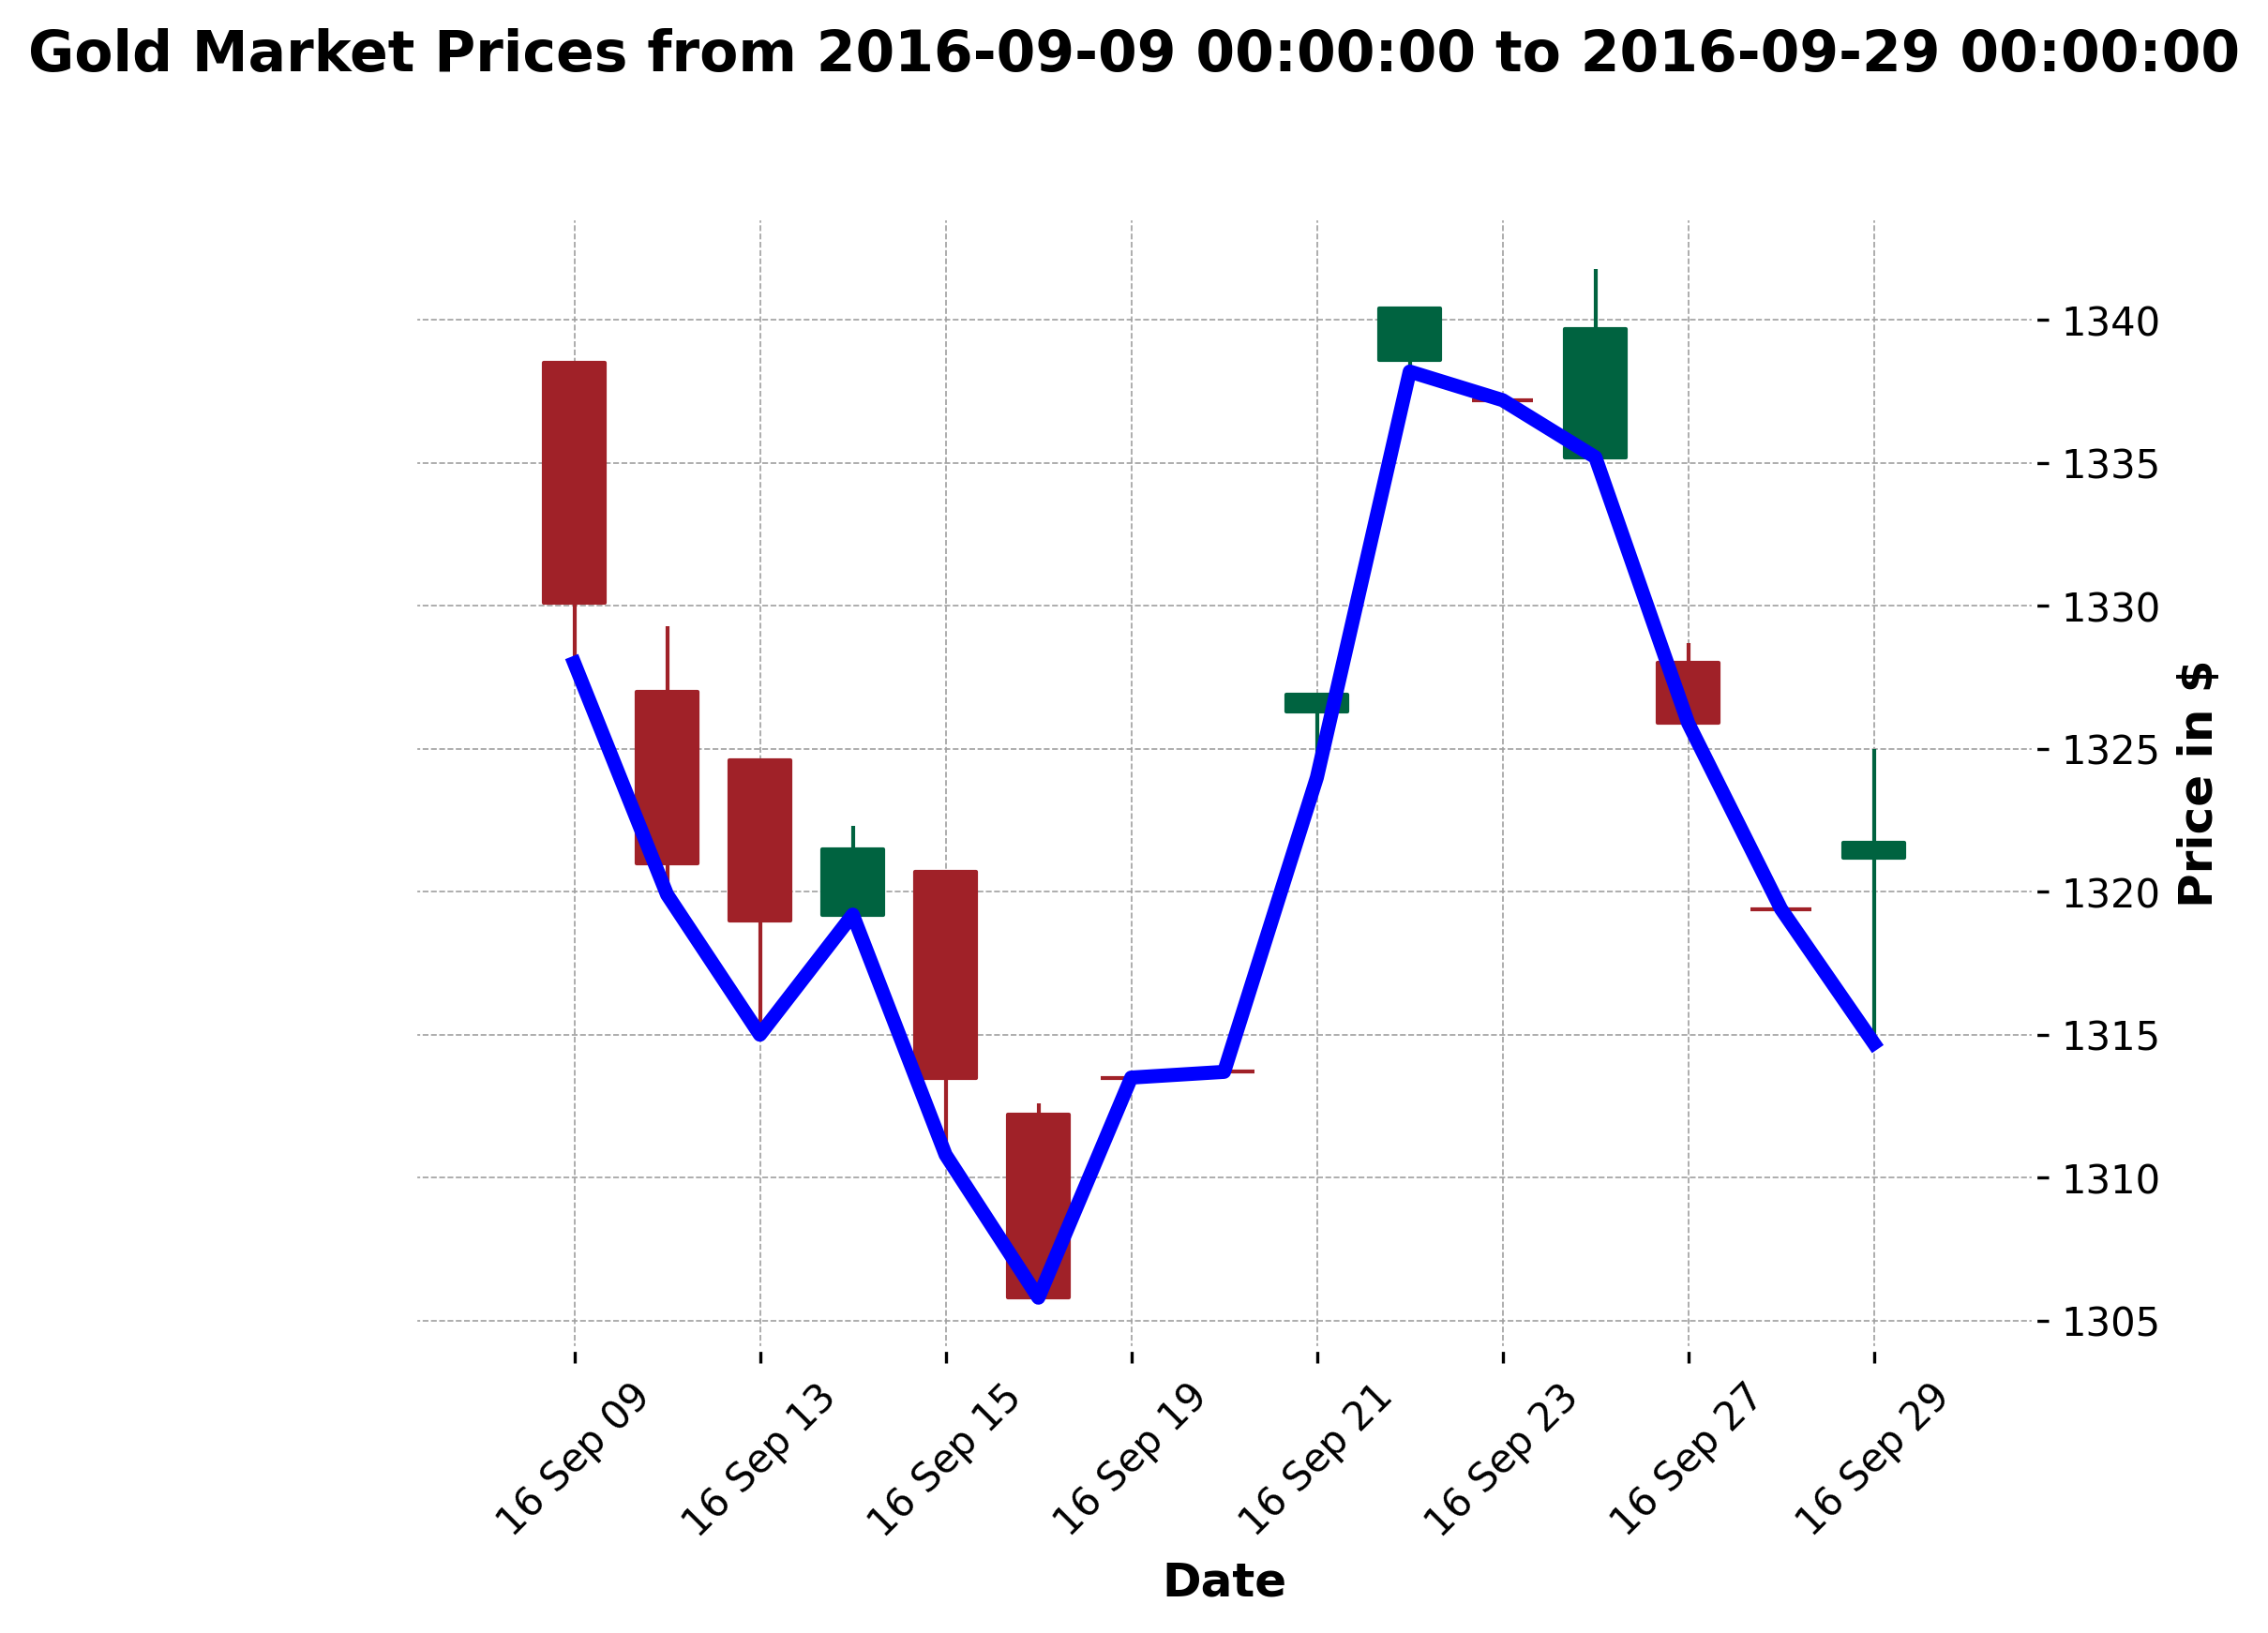 Gold Market Prices from 2016-09-09 00:00:00 to 2016-09-29 00:00:00
1340
1335
1330
1325
1320
1315
1310
1305
Price in $
16 Sep 09
16 Sep 13
16 Sep 15
16 Sep 19
16 Sep 21
16 Sep 23
16 Sep 27
16 Sep 29
Date